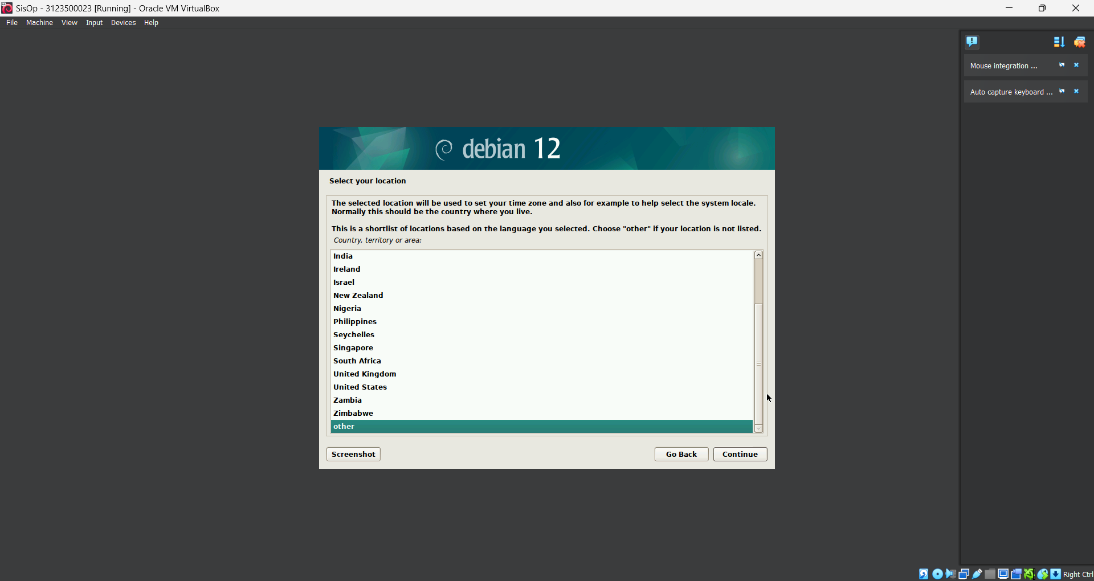 SisOp - 3123500023 [Running] - Oracle VM VirtualBox
File Machine View Input Devices Help
Mouse integration ...
Auto capture keyboard ...
debian 12
Select your location
The selected location will be used to set your time zone and also for example to help select the system locale.
Normally this should be the country where you live.
This is a shortlist of locations based on the language you selected. Choose "other" if your location is not listed.
Country, territory or area:
India
Ireland
Israel
New Zealand
Nigeria
Philippines
Seychelles
Singapore
South Africa
United Kingdom
United States
Zambia
Zimbabwe
other
Screenshot Go Back Continue
Right Ctrl